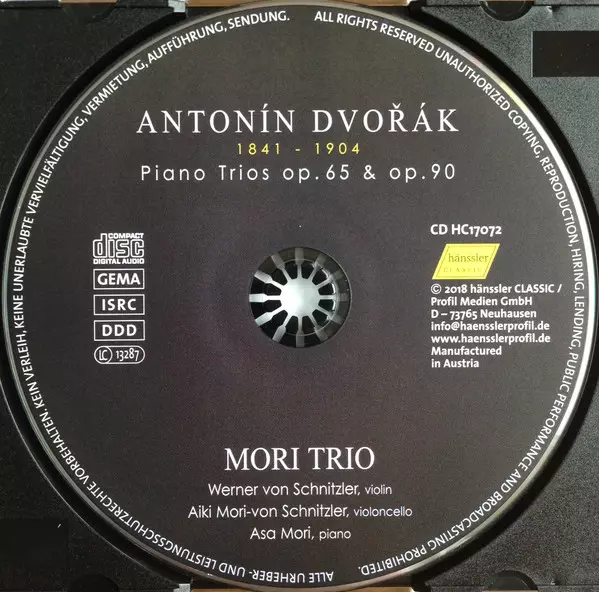 ALLE URHEBER- UND LEISTUNGSSCHUTZRECHTE VORBEHALTEN. KEIN VERLEIH, KEINE UNERLAUBTE VERVIELFÄLTIGUNG, VERMIETUNG, AUFFÜHRUNG, SENDUNG.
ALL RIGHTS RESERVED UNAUTHORIZED COPYING, REPRODUCTION, HIRING, LENDING, PUBLIC PERFORMANCE AND BROADCASTING PROHIBITED.
ANTONÍN DVOŘÁK
1841 - 1904
Piano Trios op.65 & op.90
COMPACT
disc
DIGITAL AUDIO
GEMA
ISRC
DDD
LC 13287
CD HC17072
hänssler
CLASSIC
© 2018 hänssler CLASSIC /
Profil Medien GmbH
D – 73765 Neuhausen
info@haensslerprofil.de
www.haensslerprofil.de
Manufactured
in Austria
MORI TRIO
Werner von Schnitzler, violin
Aiki Mori-von Schnitzler, violoncello
Asa Mori, piano